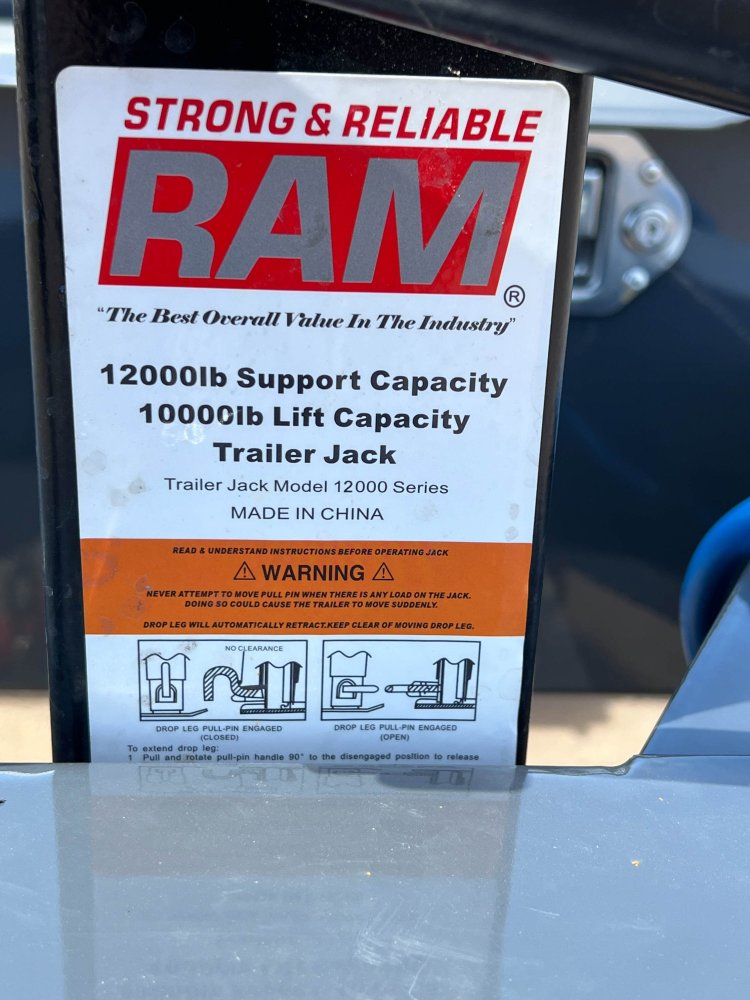 STRONG & RELIABLE
RAM®
"The Best Overall Value In The Industry"
12000lb Support Capacity
10000lb Lift Capacity
Trailer Jack
Trailer Jack Model 12000 Series
MADE IN CHINA
READ & UNDERSTAND INSTRUCTIONS BEFORE OPERATING JACK
⚠ WARNING ⚠
NEVER ATTEMPT TO MOVE PULL PIN WHEN THERE IS ANY LOAD ON THE JACK.
DOING SO COULD CAUSE THE TRAILER TO MOVE SUDDENLY.
DROP LEG WILL AUTOMATICALLY RETRACT.KEEP CLEAR OF MOVING DROP LEG.
NO CLEARANCE
DROP LEG PULL-PIN ENGAGED
(CLOSED)
DROP LEG PULL-PIN ENGAGED
(OPEN)
To extend drop leg:
1 Pull and rotate pull-pin handle 90° to the disengaged position to release